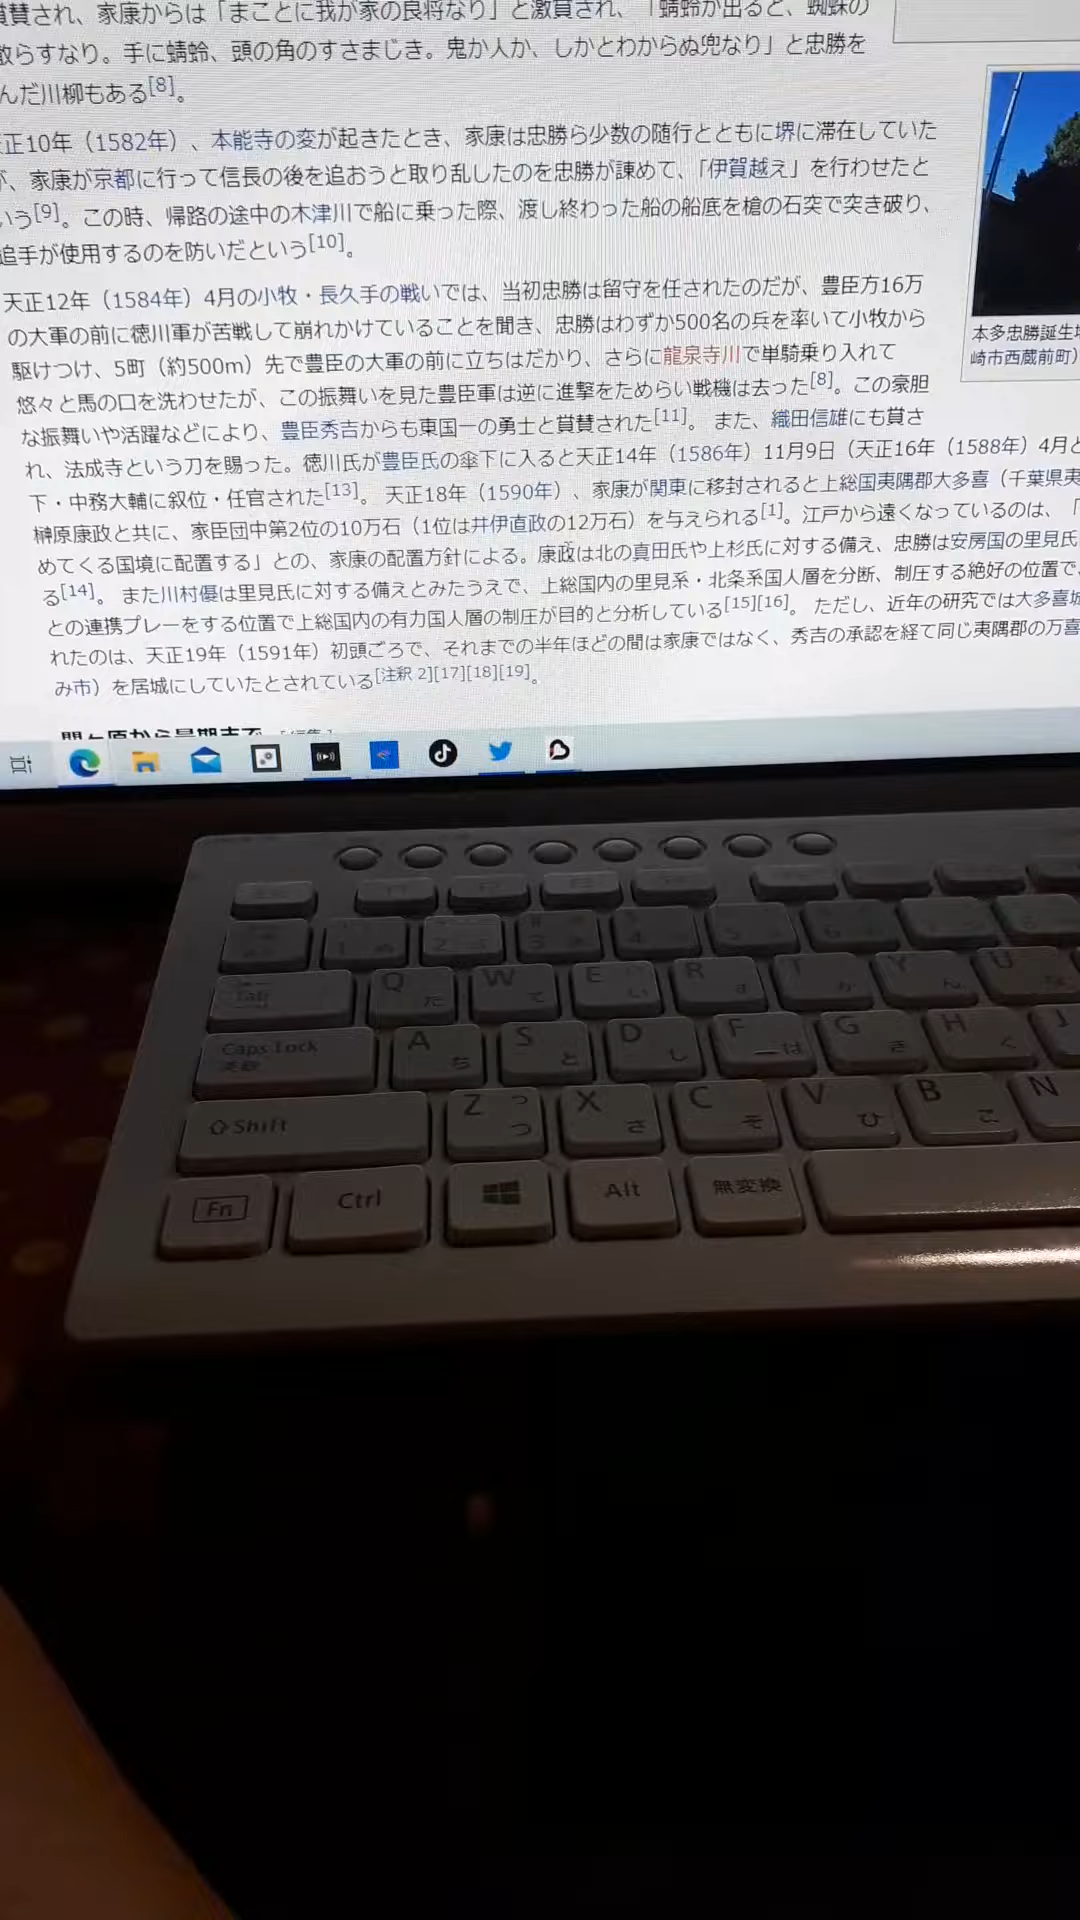 賞賛され、家康からは「まことに我が家の良将なり」と激賞され、「蜻蛉が出ると、蜘蛛の
散らすなり。手に蜻蛉、頭の角のすさまじき。鬼か人か、しかとわからぬ兜なり」と忠勝を
んだ川柳もある[8]。
正10年（1582年）、本能寺の変が起きたとき、家康は忠勝ら少数の随行とともに堺に滞在していた
が、家康が京都に行って信長の後を追おうと取り乱したのを忠勝が諌めて、「伊賀越え」を行わせたと
いう[9]。この時、帰路の途中の木津川で船に乗った際、渡し終わった船の船底を槍の石突で突き破り、
追手が使用するのを防いだという[10]。
天正12年（1584年）4月の小牧・長久手の戦いでは、当初忠勝は留守を任されたのだが、豊臣方16万
の大軍の前に徳川軍が苦戦して崩れかけていることを聞き、忠勝はわずか500名の兵を率いて小牧から
駆けつけ、5町（約500m）先で豊臣の大軍の前に立ちはだかり、さらに龍泉寺川で単騎乗り入れて
悠々と馬の口を洗わせたが、この振舞いを見た豊臣軍は逆に進撃をためらい戦機は去った[8]。この豪胆
な振舞いや活躍などにより、豊臣秀吉からも東国一の勇士と賞賛された[11]。 また、織田信雄にも賞さ
れ、法成寺という刀を賜った。徳川氏が豊臣氏の傘下に入ると天正14年（1586年）11月9日（天正16年（1588年）4月と
下・中務大輔に叙位・任官された[13]。 天正18年（1590年）、家康が関東に移封されると上総国夷隅郡大多喜（千葉県夷
榊原康政と共に、家臣団中第2位の10万石（1位は井伊直政の12万石）を与えられる[1]。江戸から遠くなっているのは、「
めてくる国境に配置する」との、家康の配置方針による。康政は北の真田氏や上杉氏に対する備え、忠勝は安房国の里見氏
る[14]。 また川村優は里見氏に対する備えとみたうえで、上総国内の里見系・北条系国人層を分断、制圧する絶好の位置で、
との連携プレーをする位置で上総国内の有力国人層の制圧が目的と分析している[15][16]。 ただし、近年の研究では大多喜城
れたのは、天正19年（1591年）初頭ごろで、それまでの半年ほどの間は家康ではなく、秀吉の承認を経て同じ夷隅郡の万喜
み市）を居城にしていたとされている[注釈 2][17][18][19]。
関ヶ原から最期まで [編集]
本多忠勝誕生地
崎市西蔵前町）
1 ぬ 2 3 4 5
Tab Q た W て E い R す T か Y ん U
Caps Lock 英数 A ち S と D し F は G き H く J
⇧Shift Z つ X さ C そ V ひ B こ N
Fn Ctrl Alt 無変換